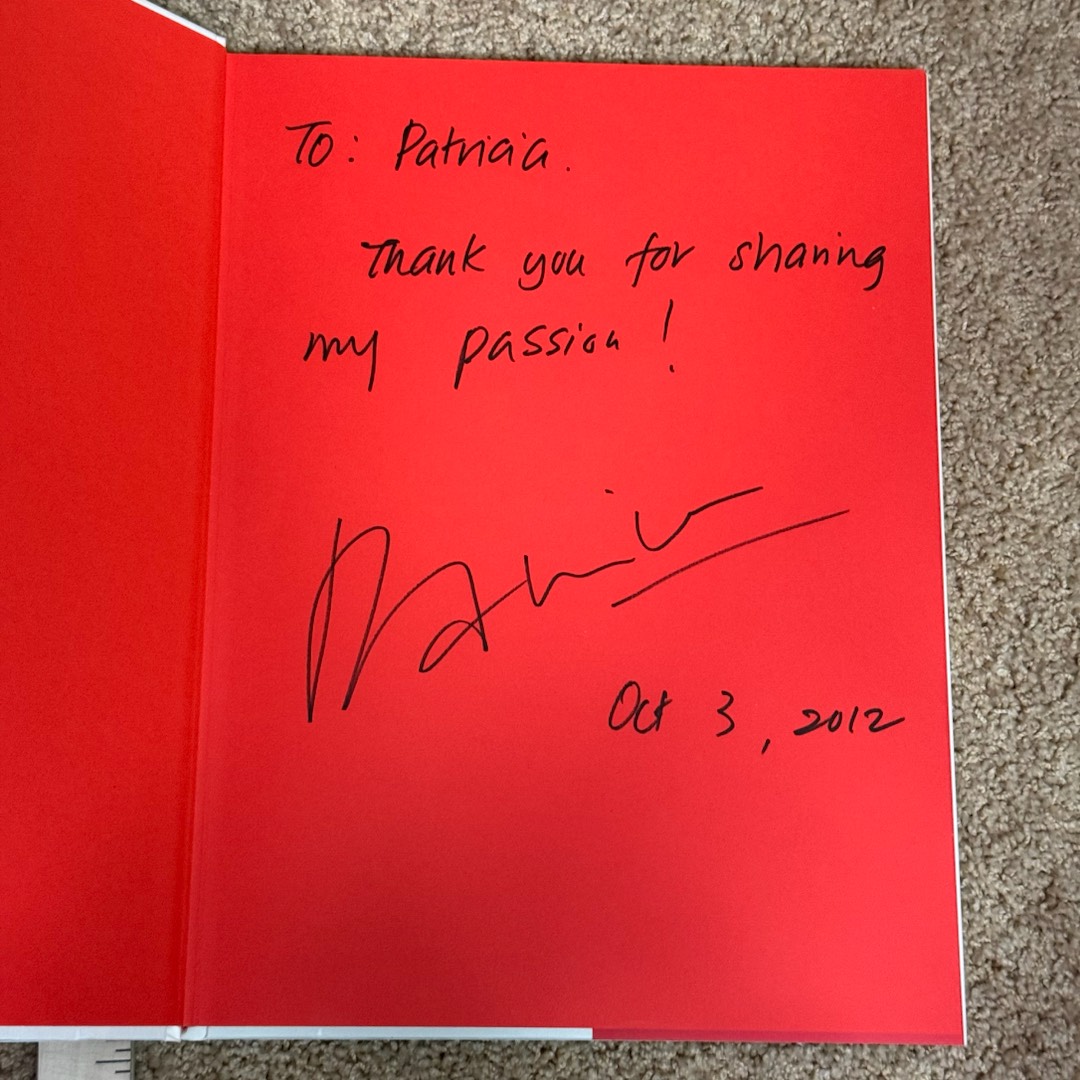 To: Patricia.
Thank you for sharing
my passion!
Oct 3, 2012